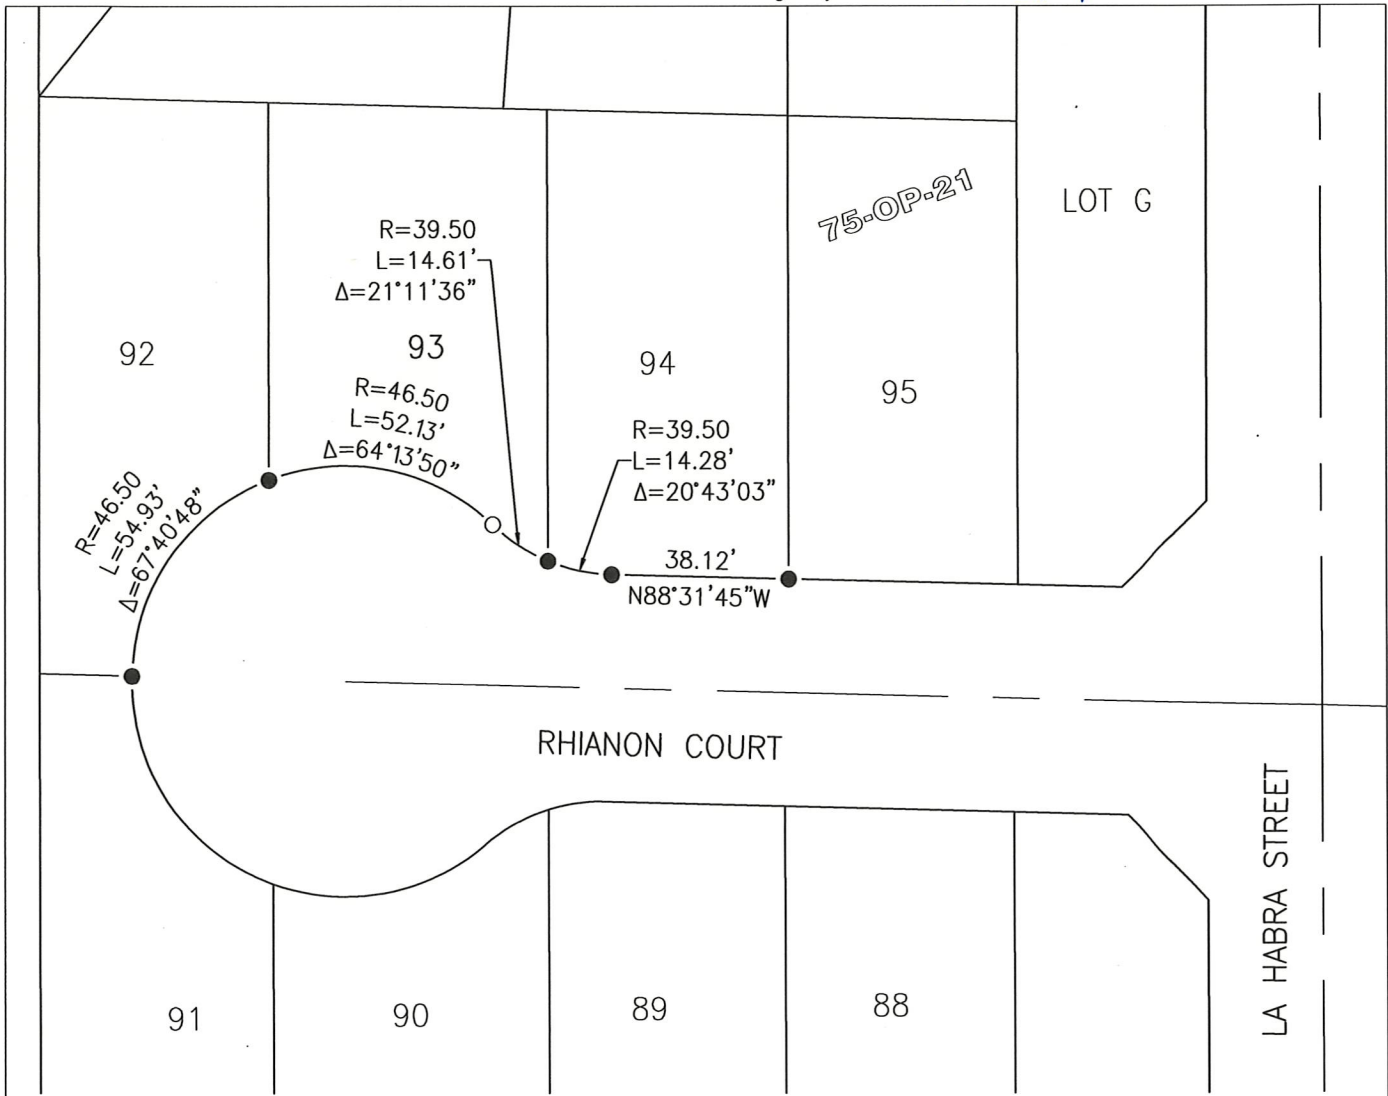 LOT G
75-OP-21
R=39.50
L=14.61'
Δ=21°11'36"
92
93
94
95
R=46.50
L=52.13'
Δ=64°13'50"
R=39.50
L=14.28'
Δ=20°43'03"
R=46.50
L=54.93'
Δ=67°40'48"
38.12'
N88°31'45"W
RHIANON COURT
LA HABRA STREET
91
90
89
88